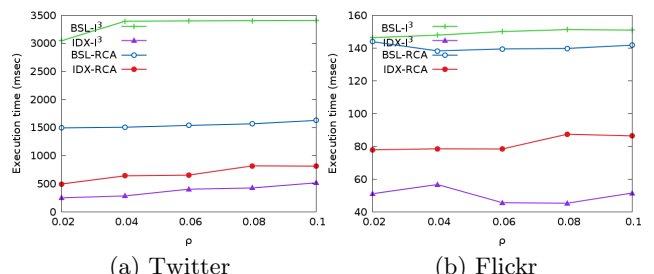 3500
3000
2500
2000
1500
1000
500
0
Execution time (msec)
BSL-I³
IDX-I³
BSL-RCA
IDX-RCA
0.02 0.04 0.06 0.08 0.1
ρ
(a) Twitter
160
140
120
100
80
60
40
Execution time (msec)
BSL-I³
IDX-I³
BSL-RCA
IDX-RCA
0.02 0.04 0.06 0.08 0.1
ρ
(b) Flickr